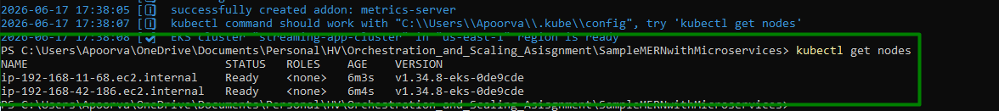 2026-06-17 17:38:05 [ℹ]  successfully created addon: metrics-server
2026-06-17 17:38:07 [ℹ]  kubectl command should work with "C:\\Users\\Apoorva\\.kube\\config", try 'kubectl get nodes'
2026-06-17 17:38:08 [✔]  EKS cluster "streaming-app-cluster" in "us-east-1" region is ready
PS C:\Users\Apoorva\OneDrive\Documents\Personal\HV\Orchestration_and_Scaling_Asisgnment\SampleMERNwithMicroservices> kubectl get nodes
NAME                           STATUS   ROLES    AGE    VERSION
ip-192-168-11-68.ec2.internal    Ready    <none>   6m3s   v1.34.8-eks-0de9cde
ip-192-168-42-186.ec2.internal   Ready    <none>   6m4s   v1.34.8-eks-0de9cde
PS C:\Users\Apoorva\OneDrive\Documents\Personal\HV\Orchestration_and_Scaling_Asisgnment\SampleMERNwithMicroservices>